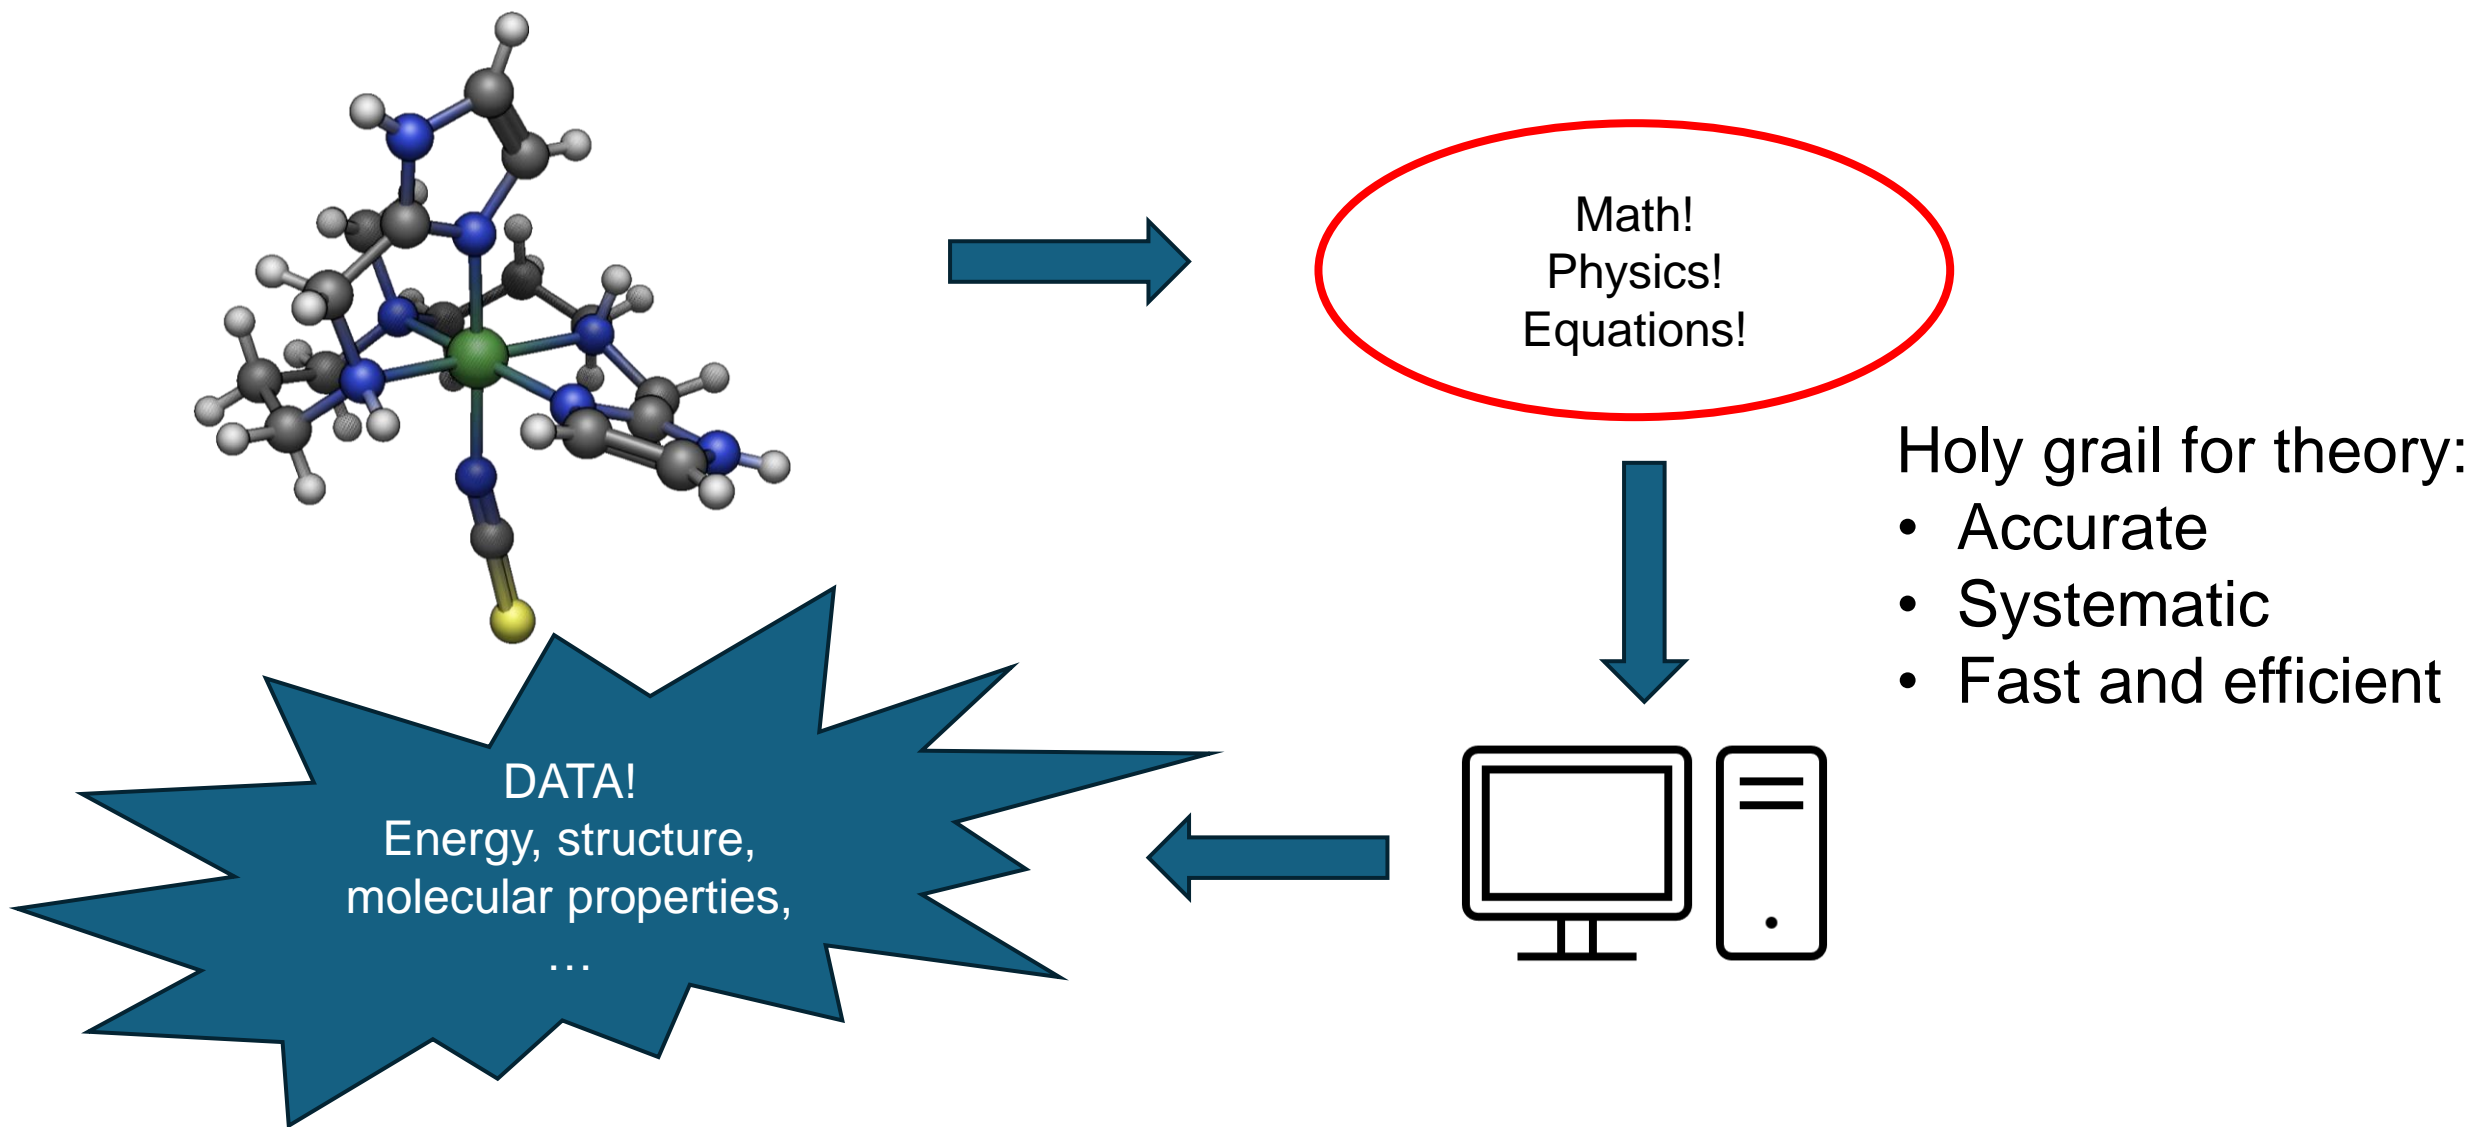 Math!
Physics!
Equations!
Holy grail for theory:
• Accurate
• Systematic
• Fast and efficient
DATA!
Energy, structure,
molecular properties,
…